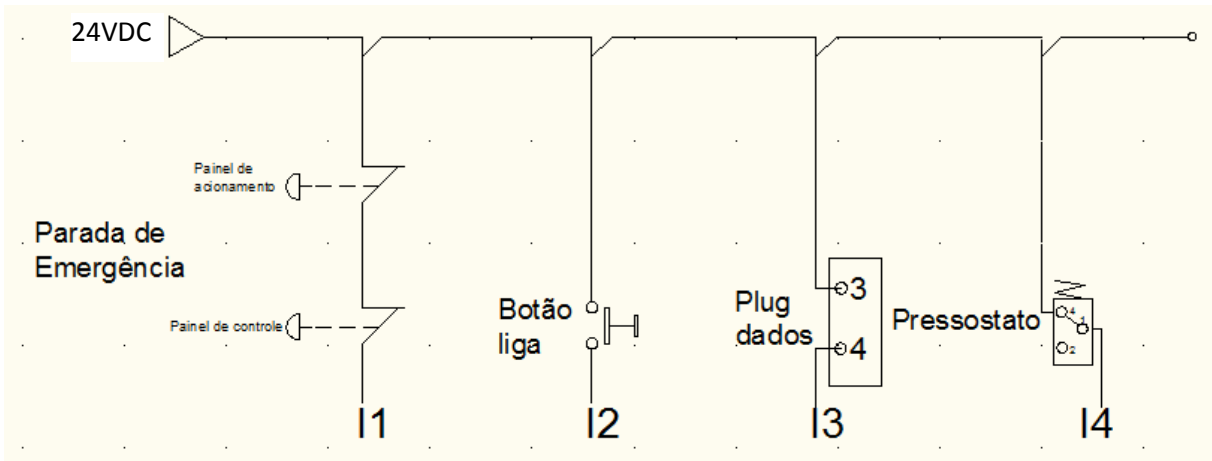 24VDC
Painel de
acionamento
Parada de
Emergência
Painel de controle
Botão
liga
Plug
dados
3
4
Pressostato
4
1
2
I1
I2
I3
I4